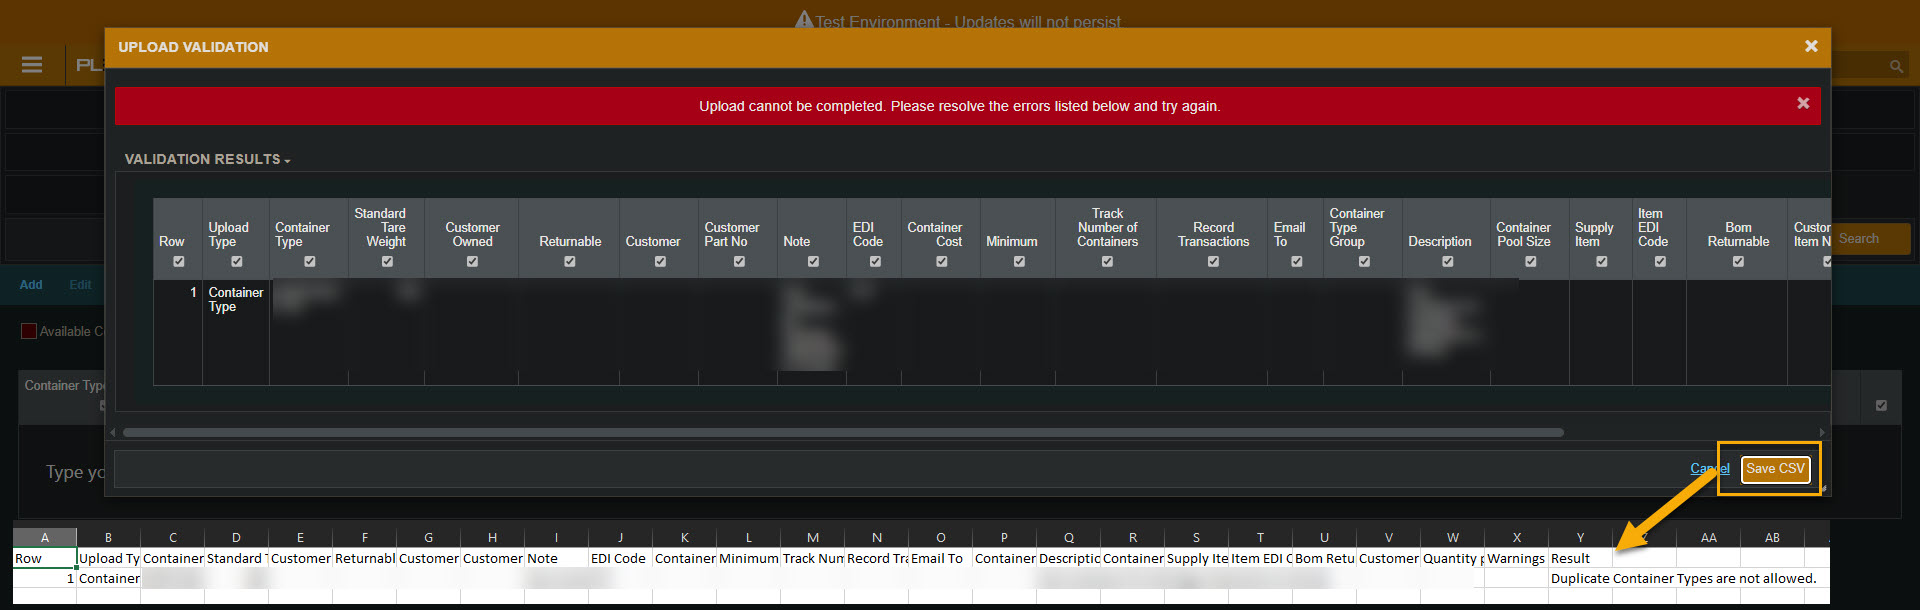 Test Environment - Updates will not persist
UPLOAD VALIDATION
PL
Upload cannot be completed. Please resolve the errors listed below and try again.
VALIDATION RESULTS
Row
Upload Type
Container Type
Standard Tare Weight
Customer Owned
Returnable
Customer
Customer Part No
Note
EDI Code
Container Cost
Minimum
Track Number of Containers
Record Transactions
Email To
Container Type Group
Description
Container Pool Size
Supply Item
Item EDI Code
Bom Returnable
Custor Item N
Search
Add Edit
1 Container Type
Available C
Container Type
Type yo
Cancel Save CSV
A B C D E F G H I J K L M N O P Q R S T U V W X Y Z AA AB
Row Upload Ty Container Standard T Customer Returnabl Customer Customer Note EDI Code Container Minimum Track Num Record Tra Email To Container Descriptic Container Supply Ite Item EDI C Bom Retu Customer Quantity p Warnings Result
1 Container Duplicate Container Types are not allowed.